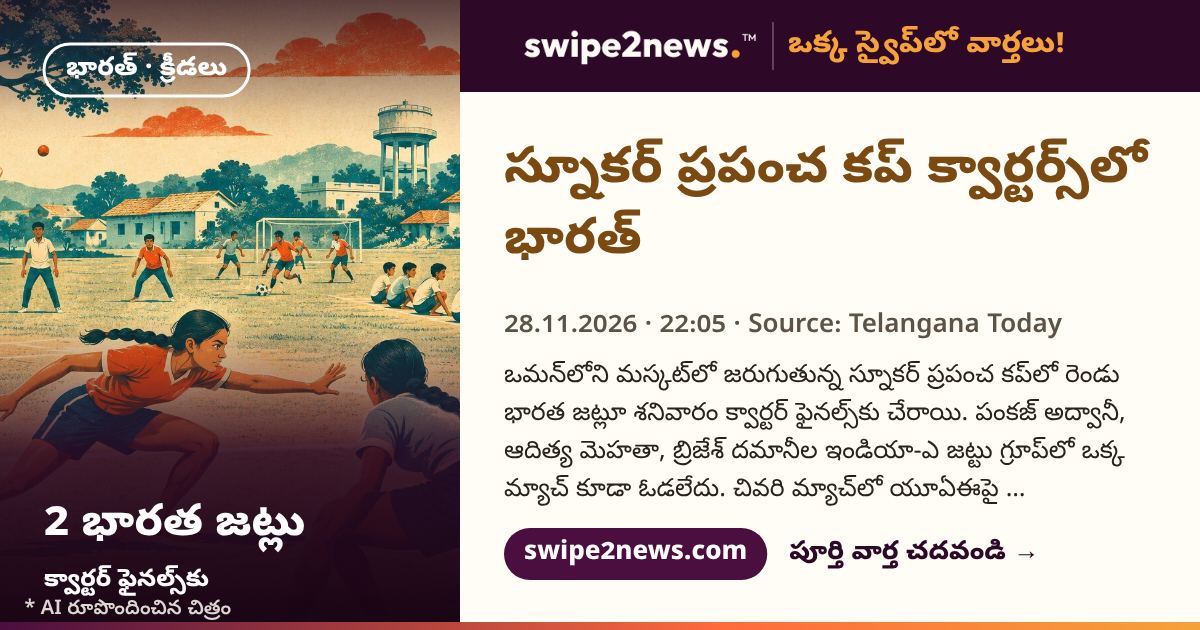 భారత్ · క్రీడలు
swipe2news.™ ఒక్క స్వైప్‌లో వార్తలు!
స్నూకర్ ప్రపంచ కప్ క్వార్టర్స్‌లో
భారత్
28.11.2026 · 22:05 · Source: Telangana Today
ఒమన్‌లోని మస్కట్‌లో జరుగుతున్న స్నూకర్ ప్రపంచ కప్‌లో రెండు
భారత జట్లూ శనివారం క్వార్టర్ ఫైనల్స్‌కు చేరాయి. పంకజ్ అద్వానీ,
ఆదిత్య మెహతా, బ్రిజేశ్ దమానీల ఇండియా-ఎ జట్టు గ్రూప్‌లో ఒక్క
మ్యాచ్ కూడా ఓడలేదు. చివరి మ్యాచ్‌లో యూఏఈపై ...
swipe2news.com పూర్తి వార్త చదవండి →
2 భారత జట్లు
క్వార్టర్ ఫైనల్స్‌కు
* AI రూపొందించిన చిత్రం